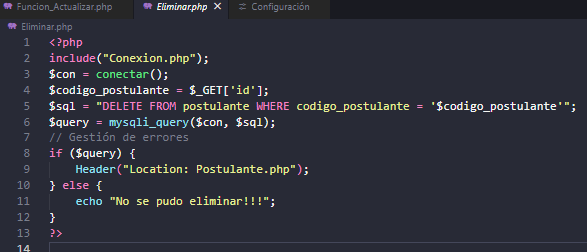 Funcion_Actualizar.php Eliminar.php Configuración
Eliminar.php
1 <?php
2 include("Conexion.php");
3 $con = conectar();
4 $codigo_postulante = $_GET['id'];
5 $sql = "DELETE FROM postulante WHERE codigo_postulante = '$codigo_postulante'";
6 $query = mysqli_query($con, $sql);
7 // Gestión de errores
8 if ($query) {
9     Header("Location: Postulante.php");
10 } else {
11     echo "No se pudo eliminar!!!";
12 }
13 ?>
14